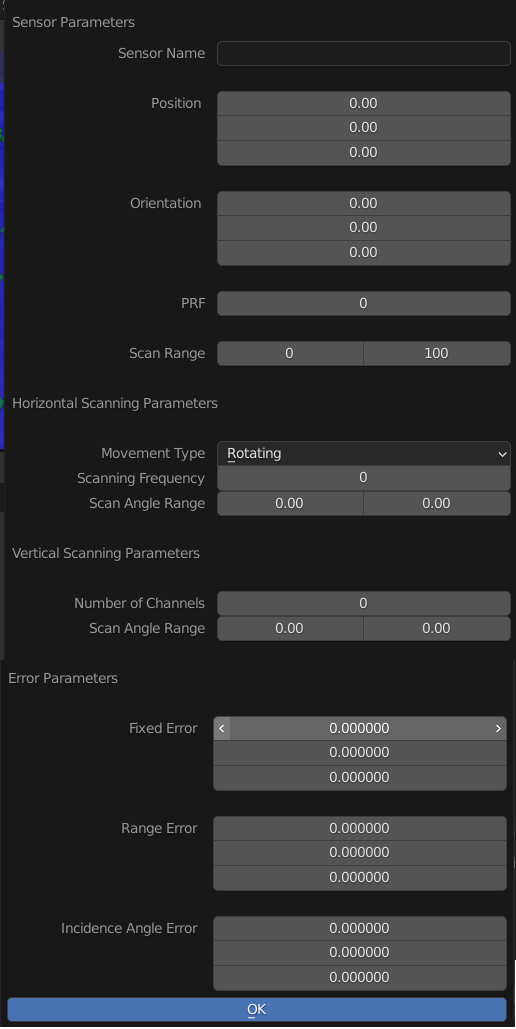 Sensor Parameters
Sensor Name
Position 0.00
0.00
0.00
Orientation 0.00
0.00
0.00
PRF 0
Scan Range 0 100
Horizontal Scanning Parameters
Movement Type Rotating
Scanning Frequency 0
Scan Angle Range 0.00 0.00
Vertical Scanning Parameters
Number of Channels 0
Scan Angle Range 0.00 0.00
Error Parameters
Fixed Error 0.000000
0.000000
0.000000
Range Error 0.000000
0.000000
0.000000
Incidence Angle Error 0.000000
0.000000
0.000000
OK